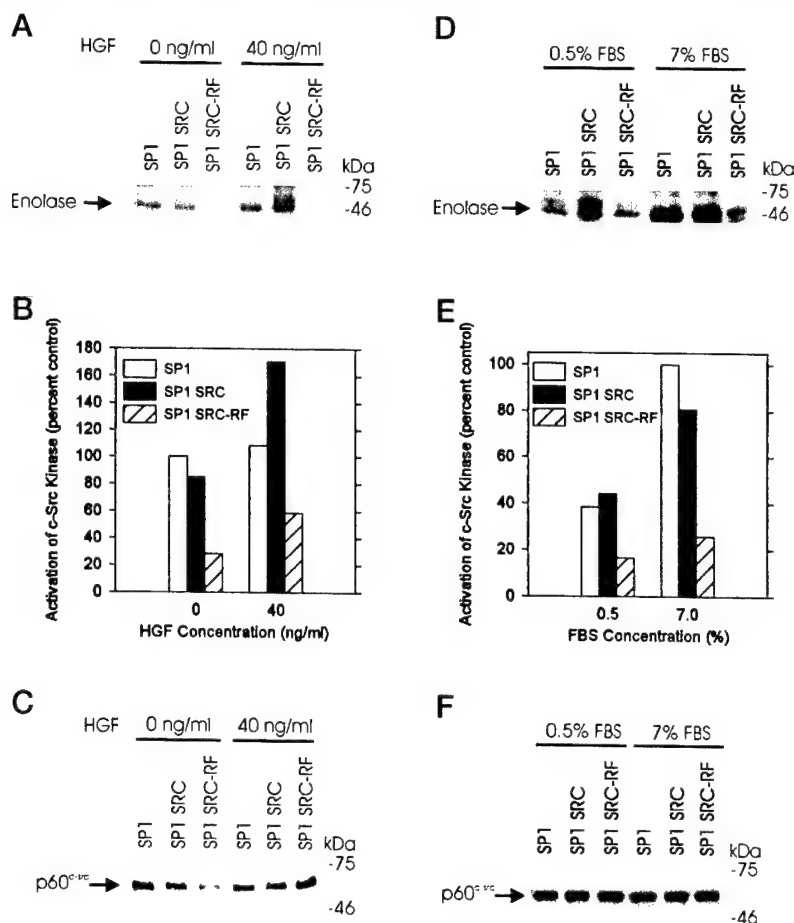 A
HGF 0 ng/ml 40 ng/ml
SP1 SP1 SRC SP1 SRC-RF SP1 SP1 SRC SP1 SRC-RF
kDa
-75
Enolase -46
B
Activation of c-Src Kinase (percent control)
180
160
140
120
100
80
60
40
20
0
SP1
SP1 SRC
SP1 SRC-RF
0 40
HGF Concentration (ng/ml)
C
HGF 0 ng/ml 40 ng/ml
SP1 SP1 SRC SP1 SRC-RF SP1 SP1 SRC SP1 SRC-RF
kDa
-75
p60c-src
-46
D
0.5% FBS 7% FBS
SP1 SP1 SRC SP1 SRC-RF SP1 SP1 SRC SP1 SRC-RF
kDa
-75
Enolase -46
E
Activation of c-Src Kinase (percent control)
100
80
60
40
20
0
SP1
SP1 SRC
SP1 SRC-RF
0.5 7.0
FBS Concentration (%)
F
0.5% FBS 7% FBS
SP1 SP1 SRC SP1 SRC-RF SP1 SP1 SRC SP1 SRC-RF
kDa
-75
p60c-src
-46